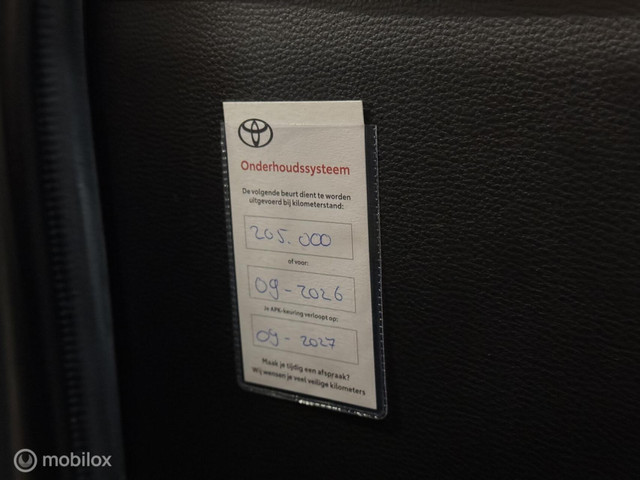 Onderhoudssysteem
De volgende beurt dient te worden
uitgevoerd bij kilometerstand:
205.000
of voor:
09-2026
Je APK-keuring verloopt op:
09-2027
Maak je tijdig een afspraak?
Wij wensen je veel veilige kilometers
mobilox